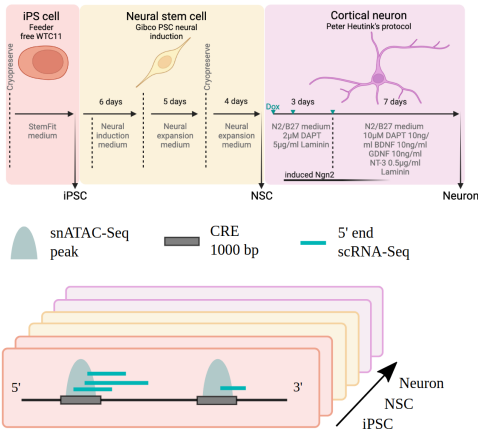 iPS cell
Feeder
free WTC11
Cryopreserve
StemFit
medium
iPSC
Neural stem cell
Gibco PSC neural
induction
Cryopreserve
6 days
5 days
4 days
Neural
induction
medium
Neural
expansion
medium
Neural
expansion
medium
NSC
Cortical neuron
Peter Heutink's protocol
Dox
3 days
7 days
N2/B27 medium
2µM DAPT
5µg/ml Laminin
N2/B27 medium
10µM DAPT 10ng/
ml BDNF 10ng/ml
GDNF 10ng/ml
NT-3 0.5µg/ml
Laminin
induced Ngn2
Neuron
snATAC-Seq
peak
CRE
1000 bp
5' end
scRNA-Seq
5'
3'
Neuron
NSC
iPSC